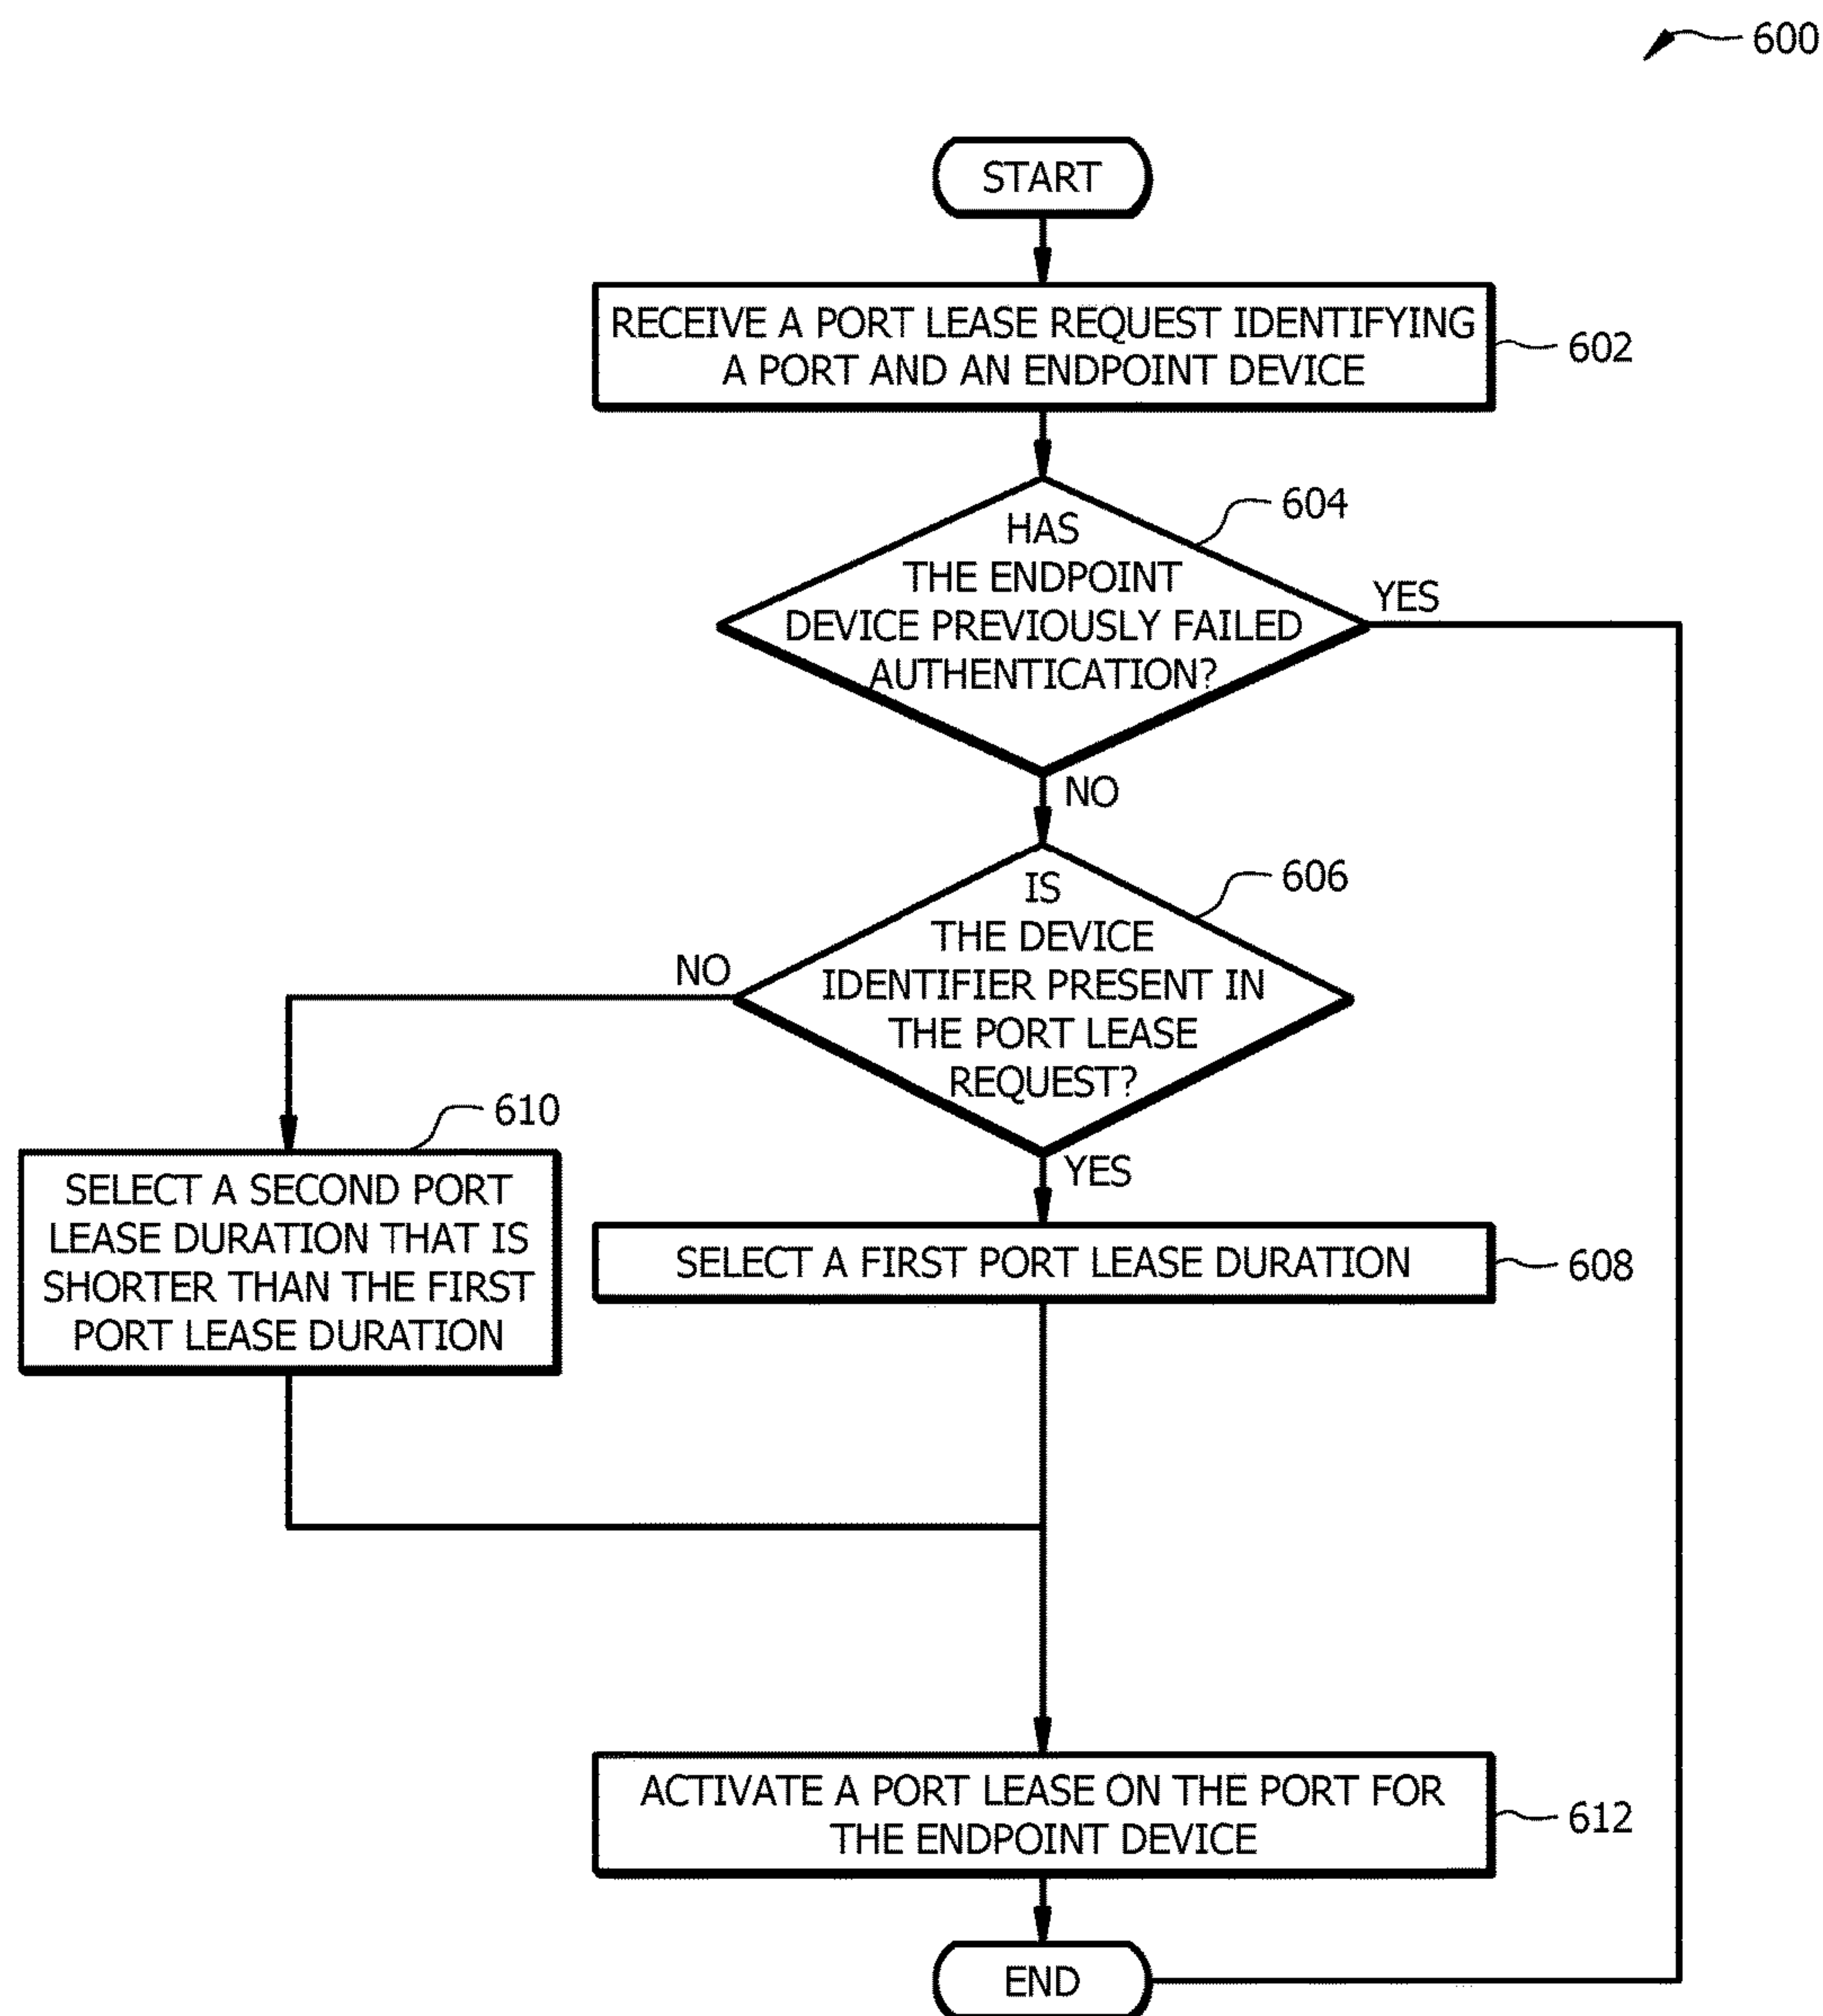 600
START
RECEIVE A PORT LEASE REQUEST IDENTIFYING
A PORT AND AN ENDPOINT DEVICE
602
HAS
THE ENDPOINT
DEVICE PREVIOUSLY FAILED
AUTHENTICATION?
604
YES
NO
IS
THE DEVICE
IDENTIFIER PRESENT IN
THE PORT LEASE
REQUEST?
606
NO
YES
610
SELECT A SECOND PORT
LEASE DURATION THAT IS
SHORTER THAN THE FIRST
PORT LEASE DURATION
SELECT A FIRST PORT LEASE DURATION
608
ACTIVATE A PORT LEASE ON THE PORT FOR
THE ENDPOINT DEVICE
612
END